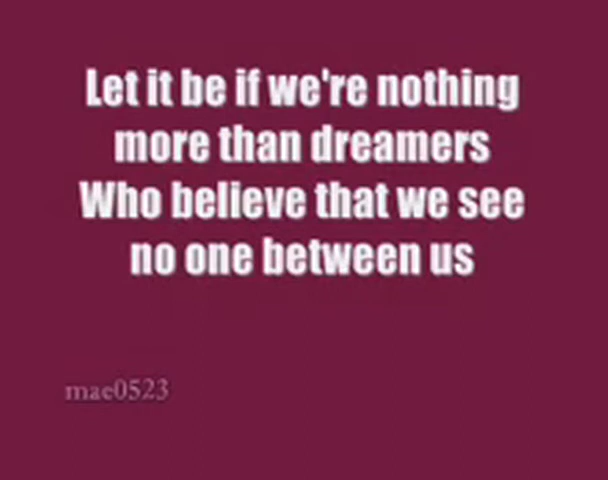 Let it be if we're nothing
more than dreamers
Who believe that we see
no one between us
mae0523